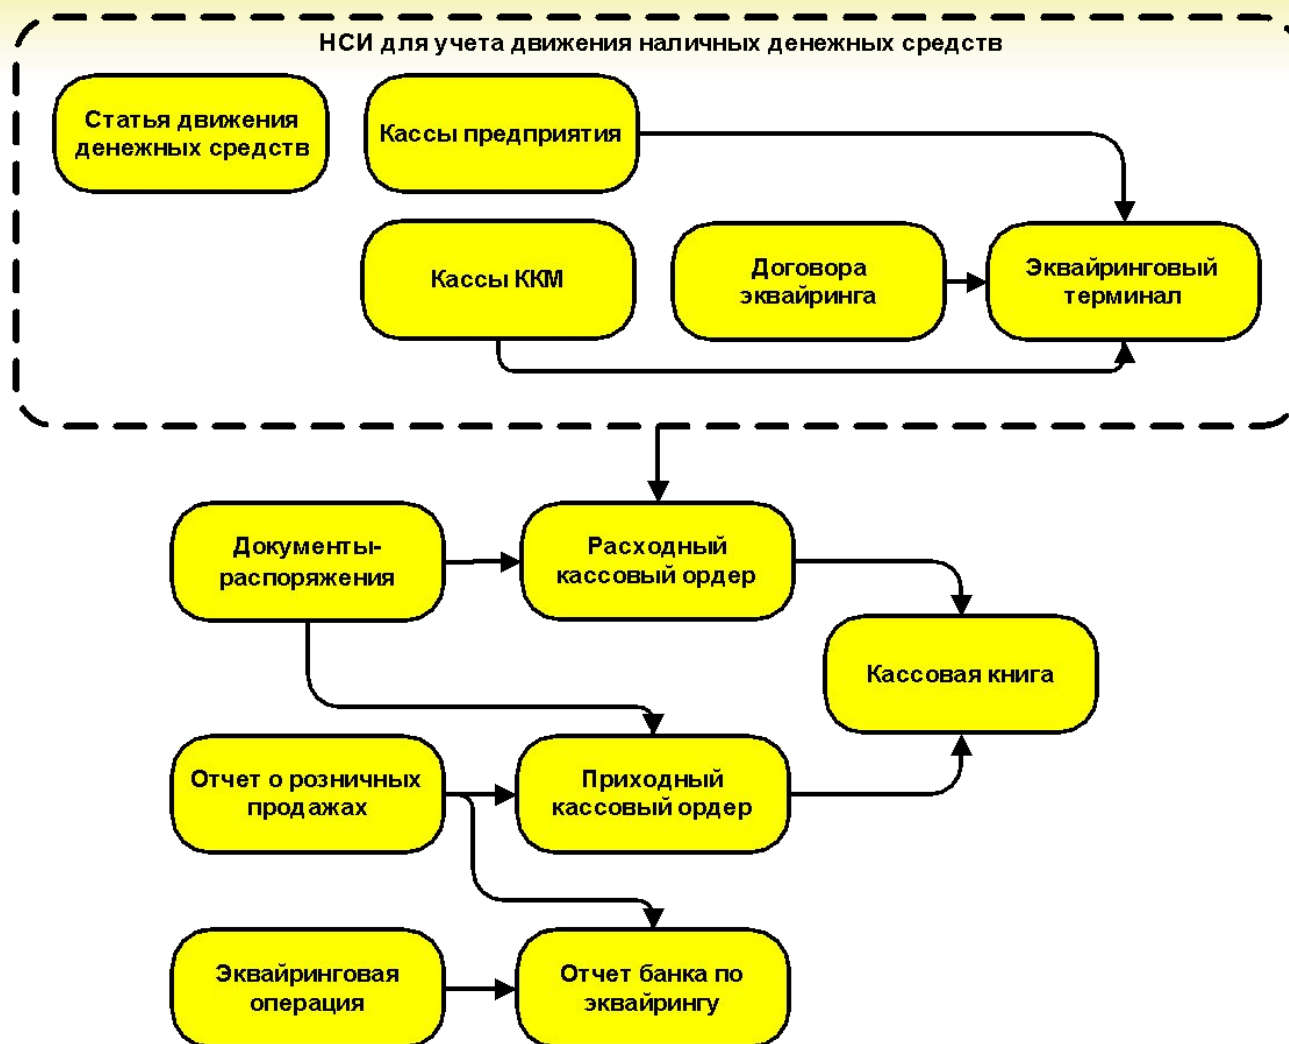 НСИ для учета движения наличных денежных средств
Статья движения
денежных средств
Кассы предприятия
Кассы ККМ
Договора
эквайринга
Эквайринговый
терминал
Документы-
распоряжения
Расходный
кассовый ордер
Кассовая книга
Отчет о розничных
продажах
Приходный
кассовый ордер
Эквайринговая
операция
Отчет банка по
эквайрингу